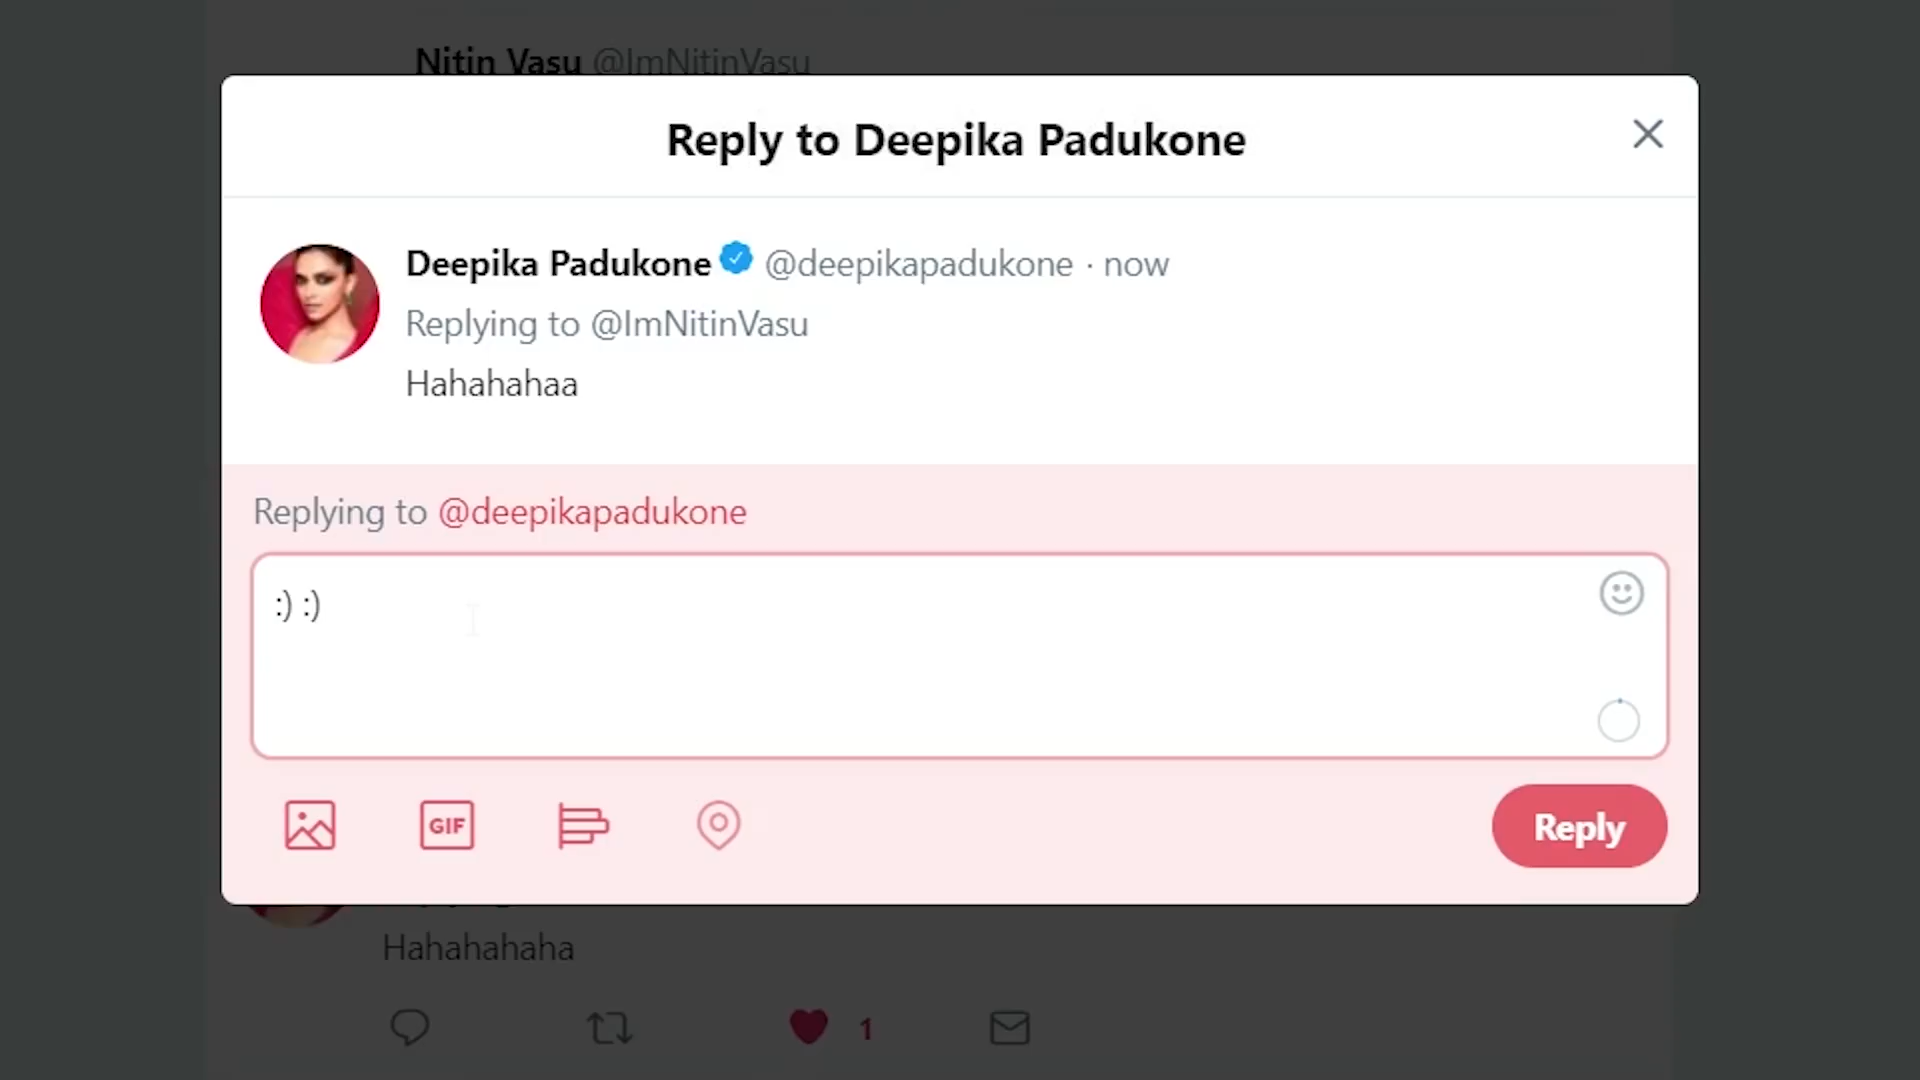 Nitin Vasu @ImNitinVasu
Reply to Deepika Padukone
Deepika Padukone @deepikapadukone · now
Replying to @ImNitinVasu
Hahahahaa
Replying to @deepikapadukone
:) :)
GIF
Reply
Hahahahaha
1